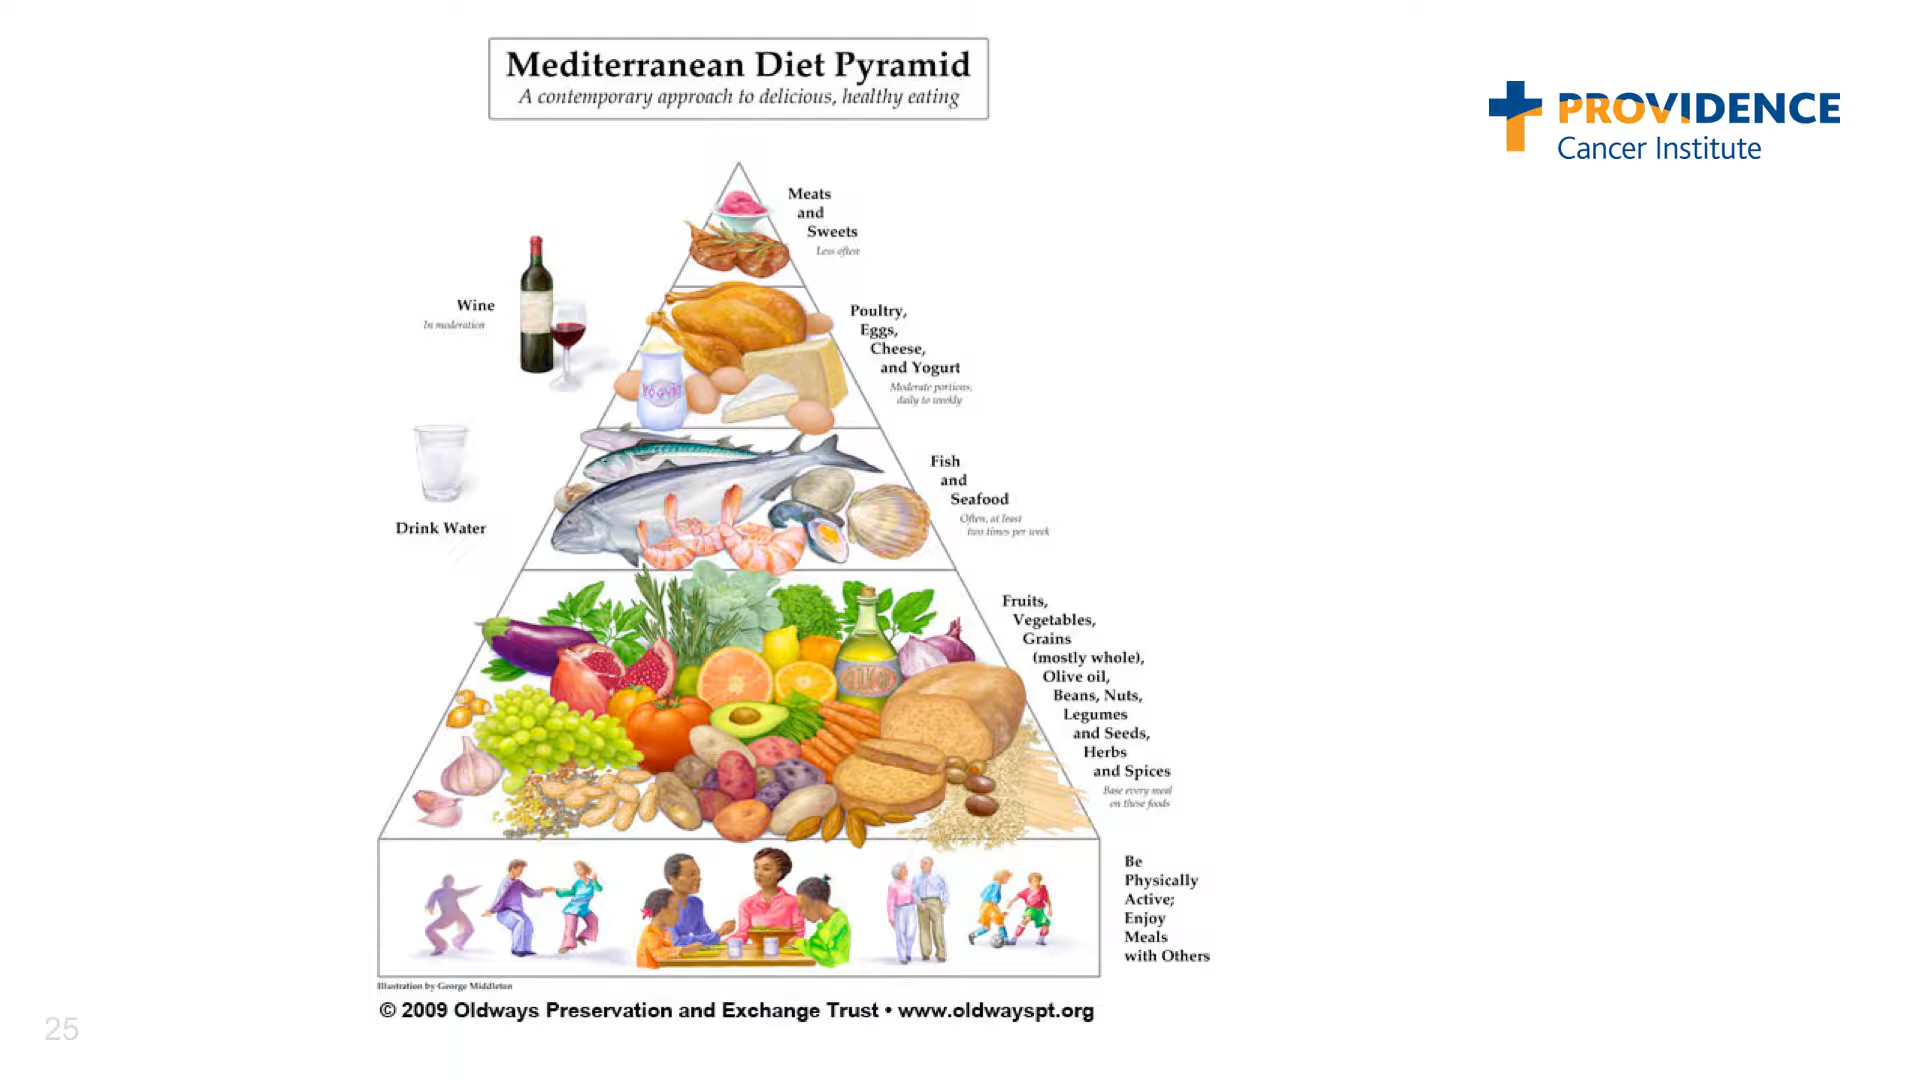 Mediterranean Diet Pyramid
A contemporary approach to delicious, healthy eating
PROVIDENCE
Cancer Institute
Meats
and
Sweets
Less often
Wine
In moderation
Poultry,
Eggs,
Cheese,
and Yogurt
Moderate portions,
daily to weekly
Fish
and
Seafood
Often, at least
two times per week
Drink Water
Fruits,
Vegetables,
Grains
(mostly whole),
Olive oil,
Beans, Nuts,
Legumes
and Seeds,
Herbs
and Spices
Base every meal
on these foods
Be
Physically
Active;
Enjoy
Meals
with Others
Illustration by George Middleton
© 2009 Oldways Preservation and Exchange Trust • www.oldwayspt.org
25